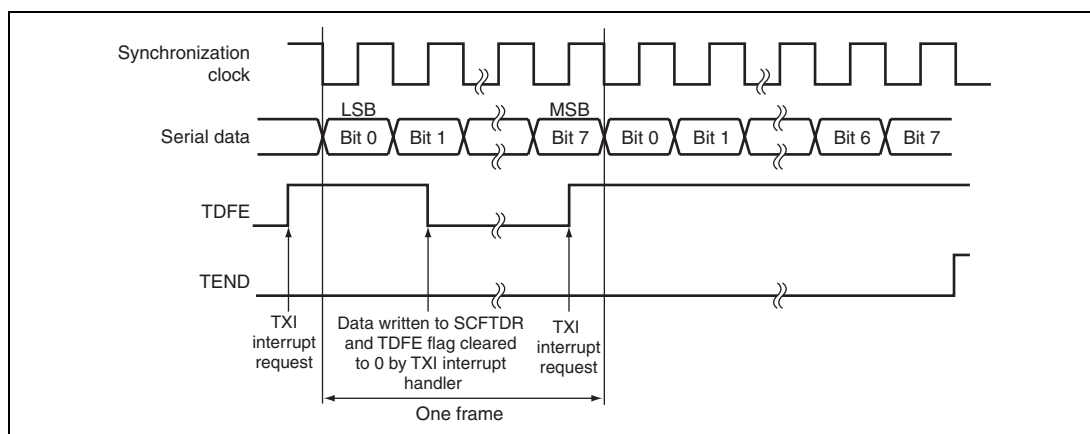 Synchronization
clock
LSB
MSB
Serial data
Bit 0
Bit 1
Bit 7
Bit 0
Bit 1
Bit 6
Bit 7
TDFE
TEND
TXI
interrupt
request
Data written to SCFTDR
and TDFE flag cleared
to 0 by TXI interrupt
handler
TXI
interrupt
request
One frame